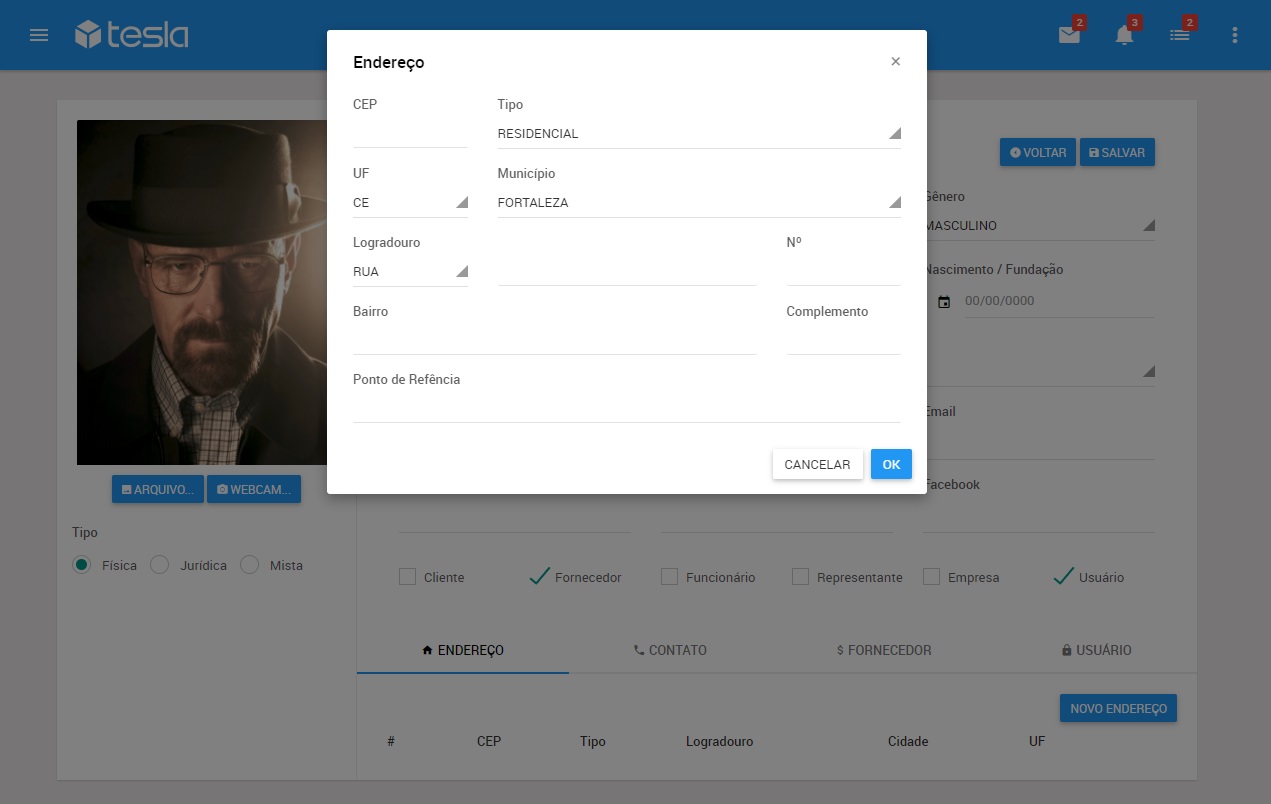 tesla
2 3 2
Endereço ×
CEP Tipo
RESIDENCIAL
UF Município
CE FORTALEZA
Logradouro Nº
RUA
Bairro Complemento
Ponto de Refência
CANCELAR OK
VOLTAR SALVAR
Gênero
MASCULINO
Nascimento / Fundação
00/00/0000
Email
Facebook
ARQUIVO... WEBCAM...
Tipo
Física Jurídica Mista
Cliente Fornecedor Funcionário Representante Empresa Usuário
ENDEREÇO CONTATO $ FORNECEDOR USUÁRIO
NOVO ENDEREÇO
# CEP Tipo Logradouro Cidade UF